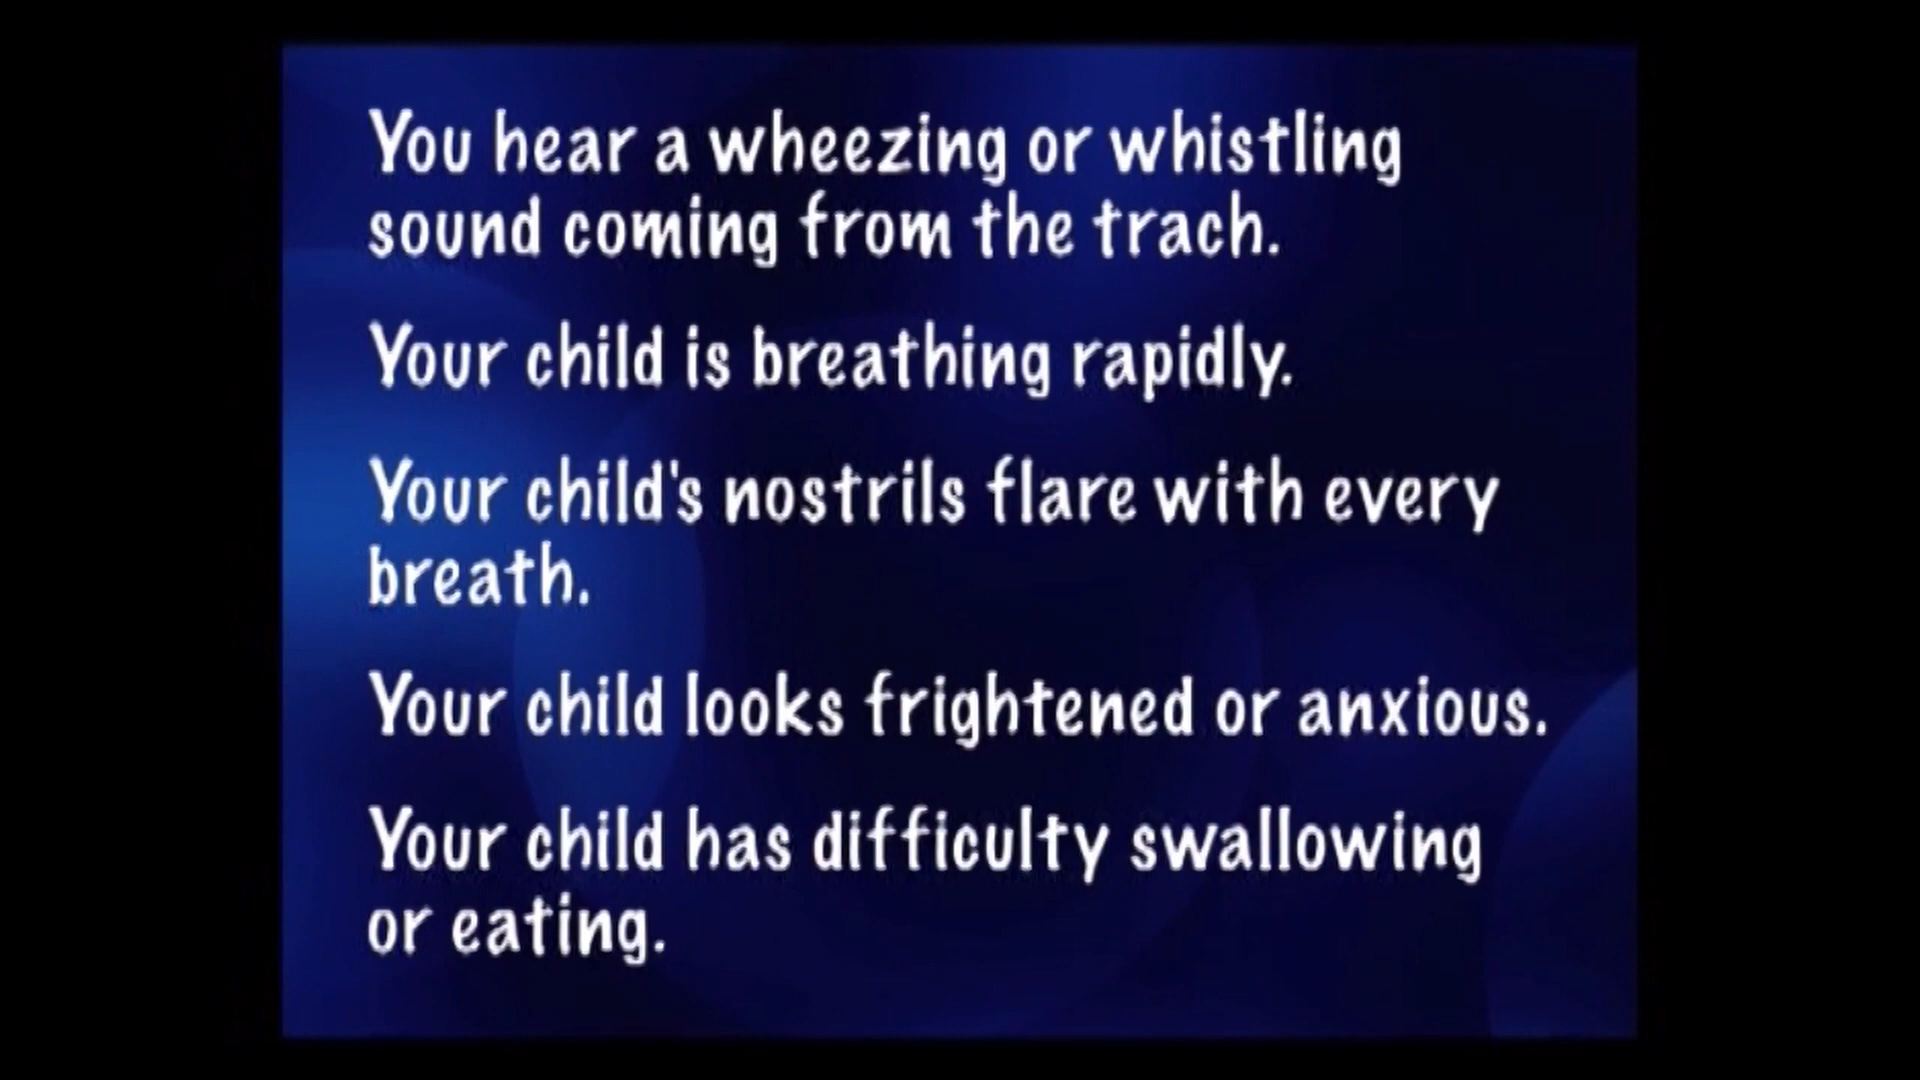 You hear a wheezing or whistling
sound coming from the trach.
Your child is breathing rapidly.
Your child's nostrils flare with every
breath.
Your child looks frightened or anxious.
Your child has difficulty swallowing
or eating.